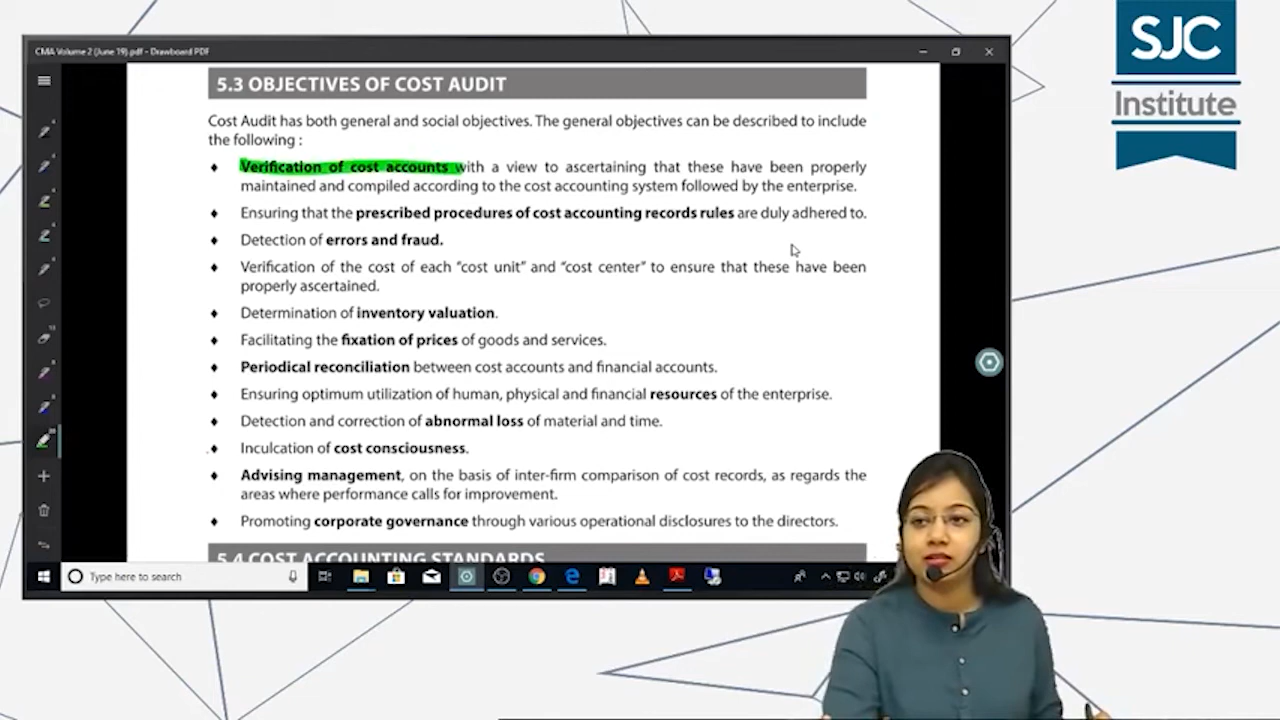 SJC
Institute
CMA Volume 2 (June 19).pdf - Drawboard PDF
5.3 OBJECTIVES OF COST AUDIT
Cost Audit has both general and social objectives. The general objectives can be described to include
the following :
♦ Verification of cost accounts with a view to ascertaining that these have been properly
maintained and compiled according to the cost accounting system followed by the enterprise.
♦ Ensuring that the prescribed procedures of cost accounting records rules are duly adhered to.
♦ Detection of errors and fraud.
♦ Verification of the cost of each “cost unit” and “cost center” to ensure that these have been
properly ascertained.
♦ Determination of inventory valuation.
♦ Facilitating the fixation of prices of goods and services.
♦ Periodical reconciliation between cost accounts and financial accounts.
♦ Ensuring optimum utilization of human, physical and financial resources of the enterprise.
♦ Detection and correction of abnormal loss of material and time.
♦ Inculcation of cost consciousness.
♦ Advising management, on the basis of inter-firm comparison of cost records, as regards the
areas where performance calls for improvement.
♦ Promoting corporate governance through various operational disclosures to the directors.
5.4 COST ACCOUNTING STANDARDS
Type here to search